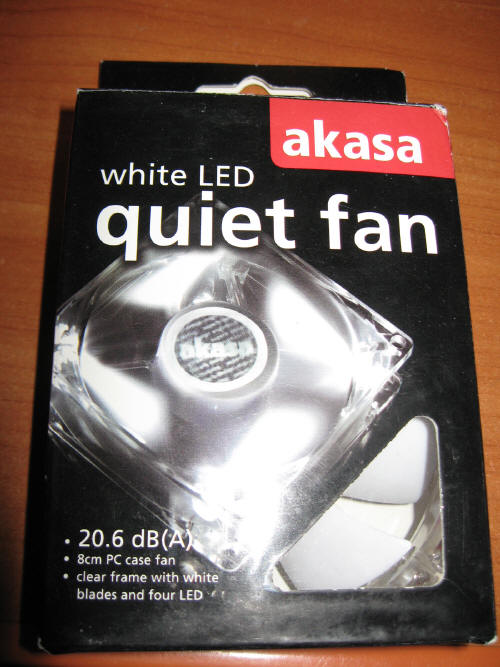 akasa
white LED
quiet fan
akasa
• 20.6 dB(A)
• 8cm PC case fan
• clear frame with white
blades and four LED